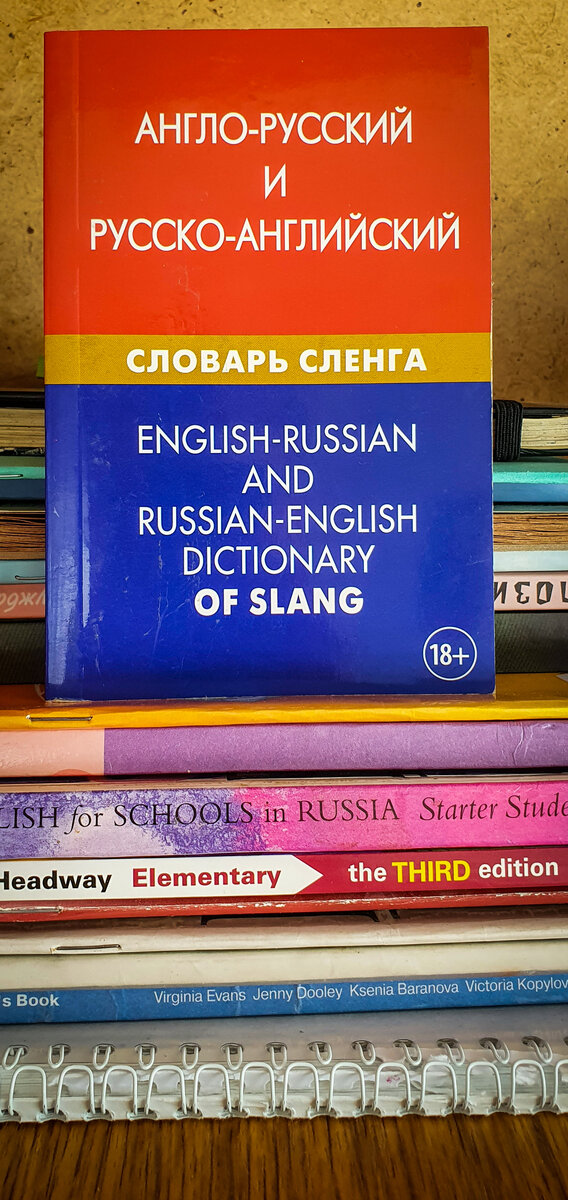 АНГЛО-РУССКИЙ
И
РУССКО-АНГЛИЙСКИЙ
СЛОВАРЬ СЛЕНГА
ENGLISH-RUSSIAN
AND
RUSSIAN-ENGLISH
DICTIONARY
OF SLANG
18+
LISH for SCHOOLS in RUSSIA Starter Stude
Headway Elementary the THIRD edition
's Book Virginia Evans Jenny Dooley Ksenia Baranova Victoria Kopylov